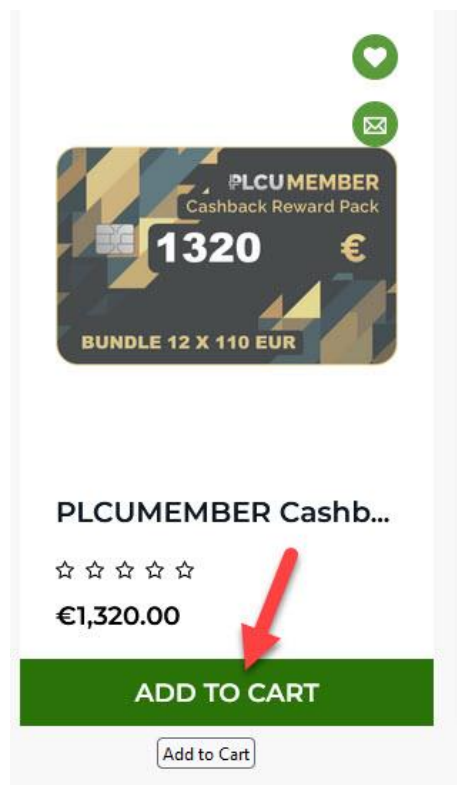 PLCUMEMBER
Cashback Reward Pack
1320 €
BUNDLE 12 X 110 EUR
PLCUMEMBER Cashb...
€1,320.00
ADD TO CART
Add to Cart